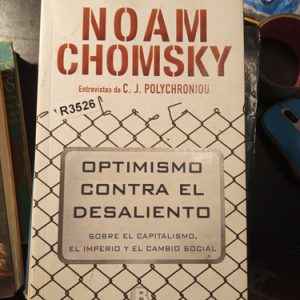 NOAM
CHOMSKY
Entrevistas de C. J. POLYCHRONIOU
R3526
OPTIMISMO
CONTRA EL
DESALIENTO
SOBRE EL CAPITALISMO,
EL IMPERIO Y EL CAMBIO SOCIAL
B